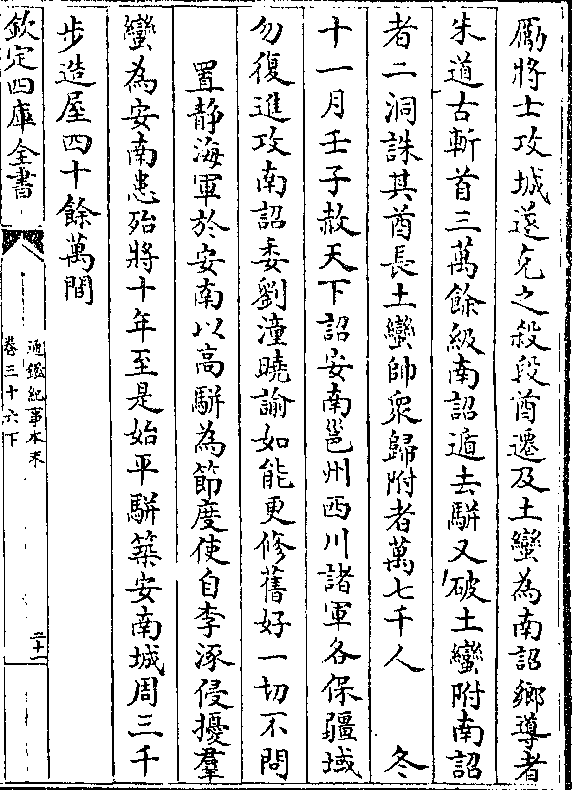 勵將士攻城遂克之殺段酋遷及土蠻為南詔鄉導者
朱道古斬首三萬餘級南詔遁去駢又破土蠻附南詔
者二洞誅其酋長土蠻帥衆歸附者萬七千人 冬
十一月壬子赦天下詔安南邕州西川諸軍各保疆域
勿復進攻南詔委劉潼曉諭如能更修舊好一切不問
置静海軍於安南以高駢為節度使自李涿侵擾羣
蠻為安南患殆將十年至是始平駢築安南城周三千
步造屋四十餘萬間
欽定四庫全書
通鑑紀事本末
卷三十六下
二十一